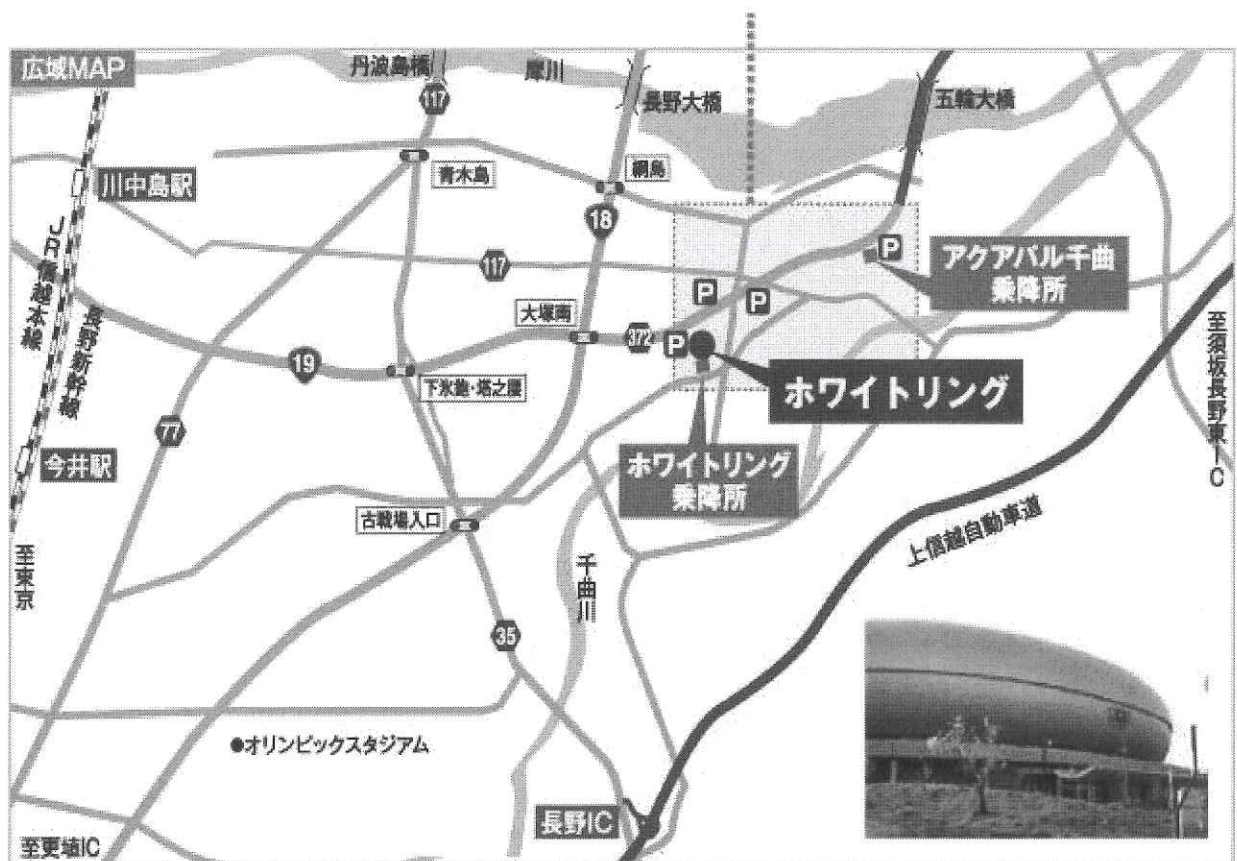 広域MAP
丹波島橋
犀川
長野大橋
五輪大橋
117
川中島駅
青木島
綱島
18
JR信越本線
長野新幹線
117
P
アクアパル千曲
乗降所
P
P
大塚南
372
P
19
下氷鉋・塔之腰
ホワイトリング
至須坂長野東IC
77
今井駅
ホワイトリング
乗降所
古戦場入口
上信越自動車道
至東京
千曲川
35
●オリンピックスタジアム
長野IC
至更埴IC